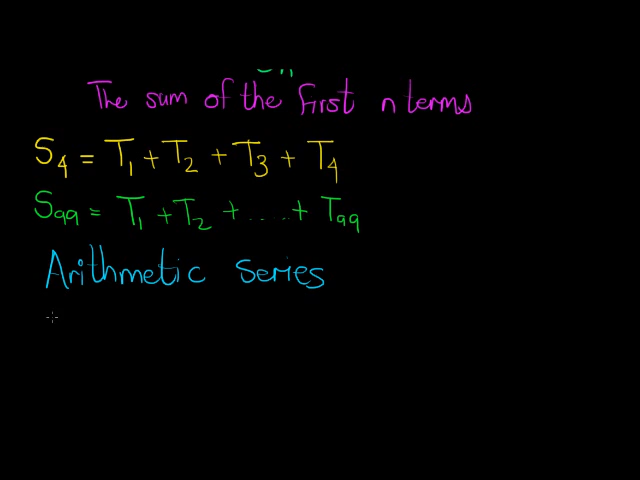 The sum of the first n terms
S₄ = T₁ + T₂ + T₃ + T₄
S₉₉ = T₁ + T₂ + ..... + T₉₉
Arithmetic series